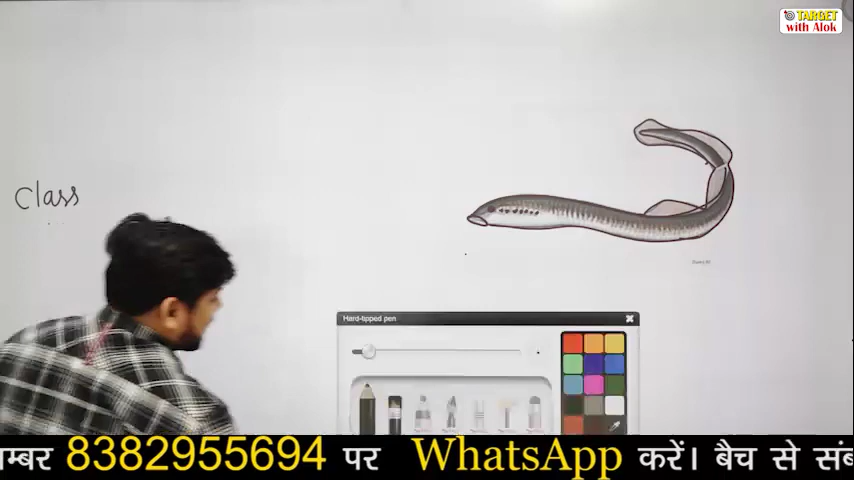 TARGET
with Alok
Class
Hard-tipped pen
म्बर 8382955694 पर WhatsApp करें। बैच से संब